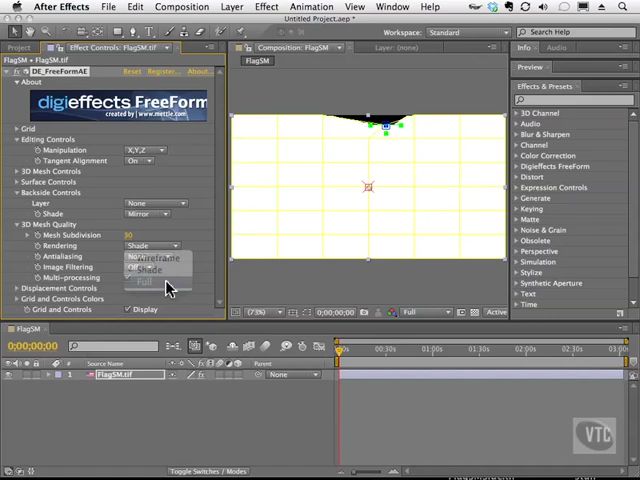 After Effects File Edit Composition Layer Effect Animation View Window
Untitled Project.aep *
Workspace: Standard Search Help
Project Effect Controls: FlagSM.tif
Composition: FlagSM Layer: (none)
Info Audio
FlagSM • FlagSM.tif
FlagSM
DE_FreeFormAE Reset Register... About...
Preview
About
digieffects FreeForm
created by www.mettle.com
Effects & Presets
Grid
Editing Controls
Manipulation X,Y,Z
Tangent Alignment On
3D Mesh Controls
Surface Controls
Backside Controls
Layer None
Shade Mirror
3D Mesh Quality
Mesh Subdivision 30
Rendering Shade
Antialiasing
Image Filtering
Multi-processing
Wireframe
Shade
Full
Displacement Controls
Grid and Controls Colors
Grid and Controls Display
3D Channel
Audio
Blur & Sharpen
Channel
Color Correction
Digieffects FreeForm
Distort
Expression Controls
Generate
Keying
Matte
Noise & Grain
Obsolete
Paint
Perspective
Simulation
Stylize
Synthetic Aperture
Text
Time
(73%) 0;00;00;00 Full Active
FlagSM
0;00;00;00
00:30s 01:00s 01:30s 02:00s 02:30s 03:00s
# Source Name Parent
1 FlagSM.tif None
VTC
Toggle Switches / Modes